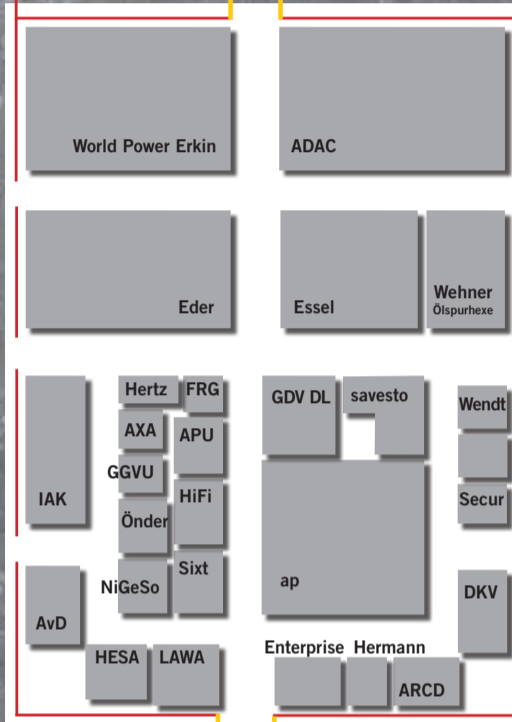 World Power Erkin
ADAC
Eder
Essel
Wehner
Ölspurhexe
Hertz
FRG
GDV DL
savesto
Wendt
AXA
APU
GGVU
HiFi
IAK
Secur
Önder
NiGeSo
Sixt
ap
DKV
AvD
HESA
LAWA
Enterprise
Hermann
ARCD